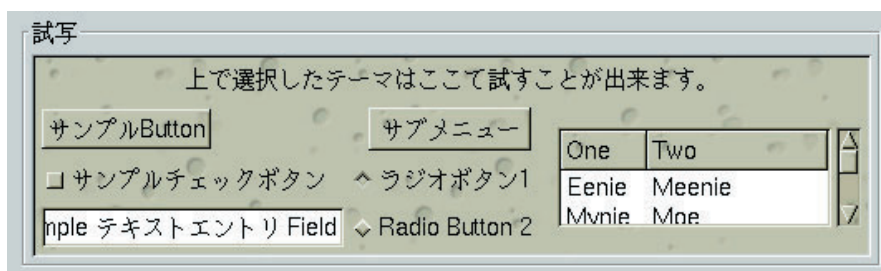 試写
上で選択したテーマはここて試すことが出来ます。
サンプルButton
サブメニュー
サンプルチェックボタン
ラジオボタン1
mple テキストエントリ Field
Radio Button 2
One Two
Eenie Meenie
Mynie Moe